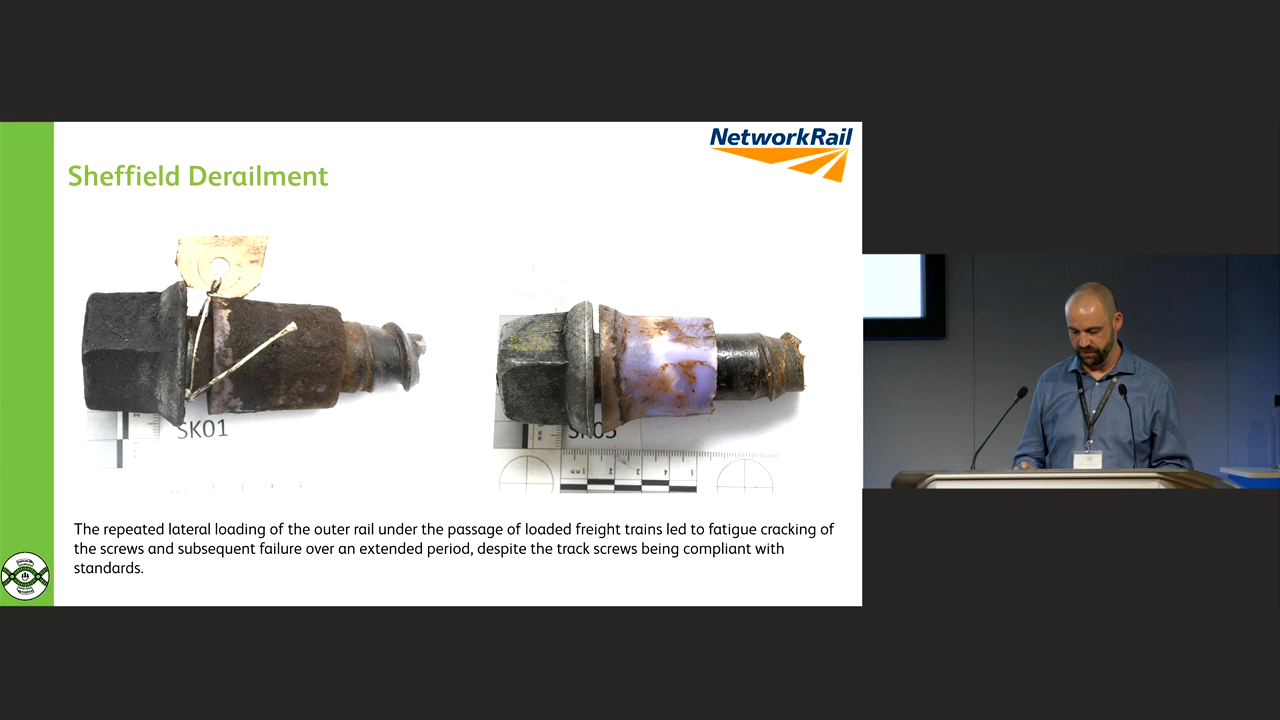 NetworkRail
Sheffield Derailment
SK01
SK03
The repeated lateral loading of the outer rail under the passage of loaded freight trains led to fatigue cracking of
the screws and subsequent failure over an extended period, despite the track screws being compliant with
standards.